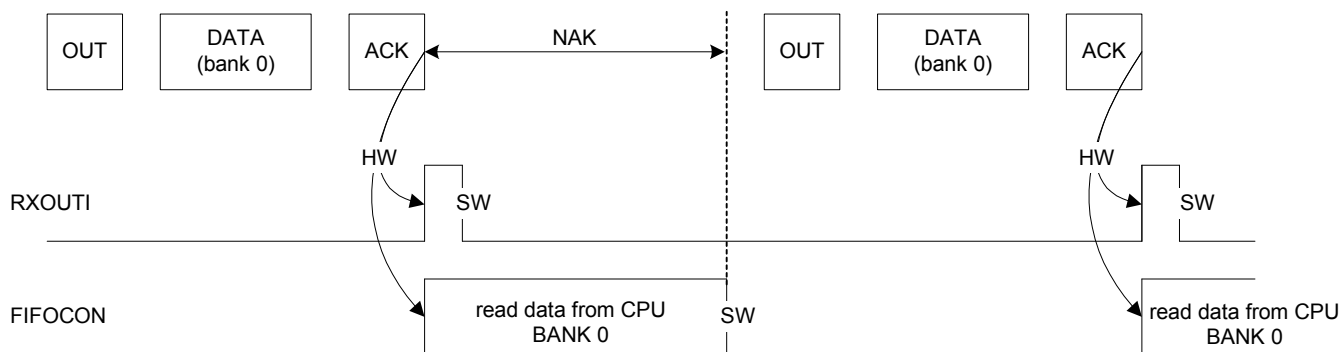 OUT
DATA
(bank 0)
ACK
NAK
OUT
DATA
(bank 0)
ACK
HW
HW
RXOUTI
SW
SW
FIFOCON
read data from CPU
BANK 0
SW
read data from CPU
BANK 0